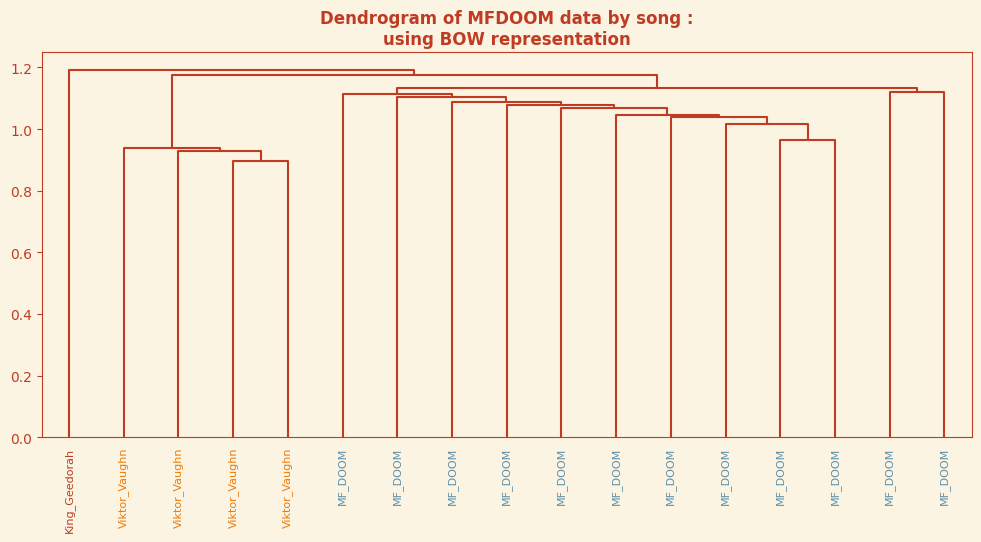 Dendrogram of MFDOOM data by song :
using BOW representation
1.2
1.0
0.8
0.6
0.4
0.2
0.0
King_Geedorah
Viktor_Vaughn
Viktor_Vaughn
Viktor_Vaughn
Viktor_Vaughn
MF_DOOM
MF_DOOM
MF_DOOM
MF_DOOM
MF_DOOM
MF_DOOM
MF_DOOM
MF_DOOM
MF_DOOM
MF_DOOM
MF_DOOM
MF_DOOM